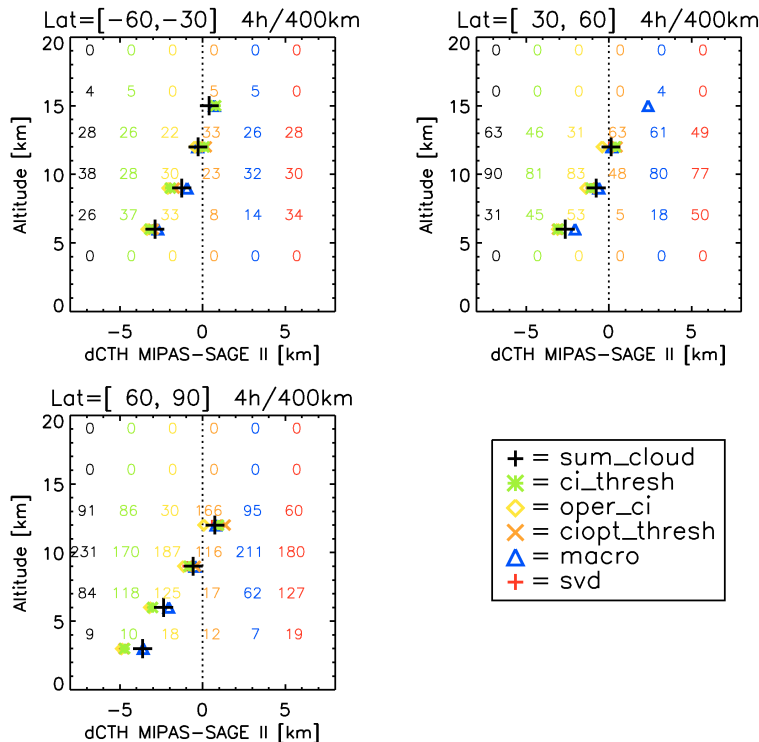 Lat=[-60,-30] 4h/400km
Lat=[ 30, 60] 4h/400km
20
0 0 0 0 0 0
4 5 0 5 5 0
15
28 26 22 33 26 28
Altitude [km]
10
38 28 30 23 32 30
26 37 33 8 14 34
5
0 0 0 0 0 0
0
-5 0 5
dCTH MIPAS-SAGE II [km]
20
0 0 0 0 0 0
0 0 0 0 4 0
15
63 46 31 63 61 49
Altitude [km]
10
90 81 83 48 80 77
31 45 53 5 18 50
5
0 0 0 0 0 0
0
-5 0 5
dCTH MIPAS-SAGE II [km]
Lat=[ 60, 90] 4h/400km
20
0 0 0 0 0 0
0 0 0 0 0 0
15
91 86 30 166 95 60
Altitude [km]
10
231 170 187 116 211 180
84 118 125 17 62 127
5
9 10 18 12 7 19
0
-5 0 5
dCTH MIPAS-SAGE II [km]
= sum_cloud
= ci_thresh
= oper_ci
= ciopt_thresh
= macro
= svd